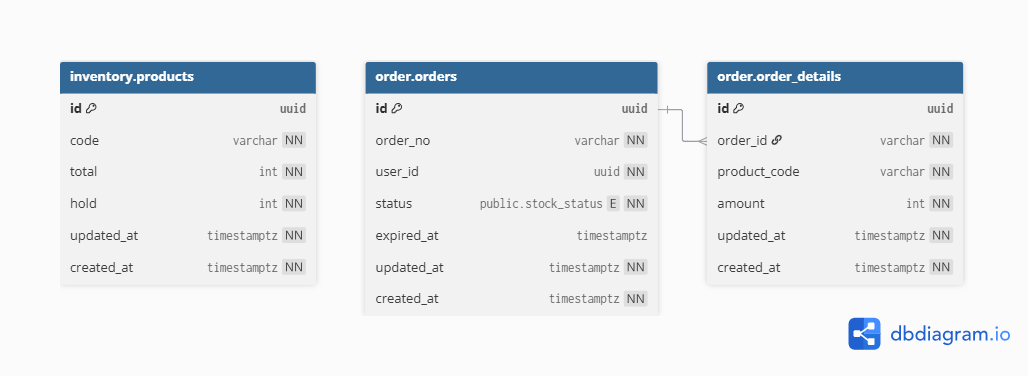 inventory.products
id uuid
code varchar NN
total int NN
hold int NN
updated_at timestamptz NN
created_at timestamptz NN
order.orders
id uuid
order_no varchar NN
user_id uuid NN
status public.stock_status E NN
expired_at timestamptz
updated_at timestamptz NN
created_at timestamptz NN
order.order_details
id uuid
order_id varchar NN
product_code varchar NN
amount int NN
updated_at timestamptz NN
created_at timestamptz NN
dbdiagram.io